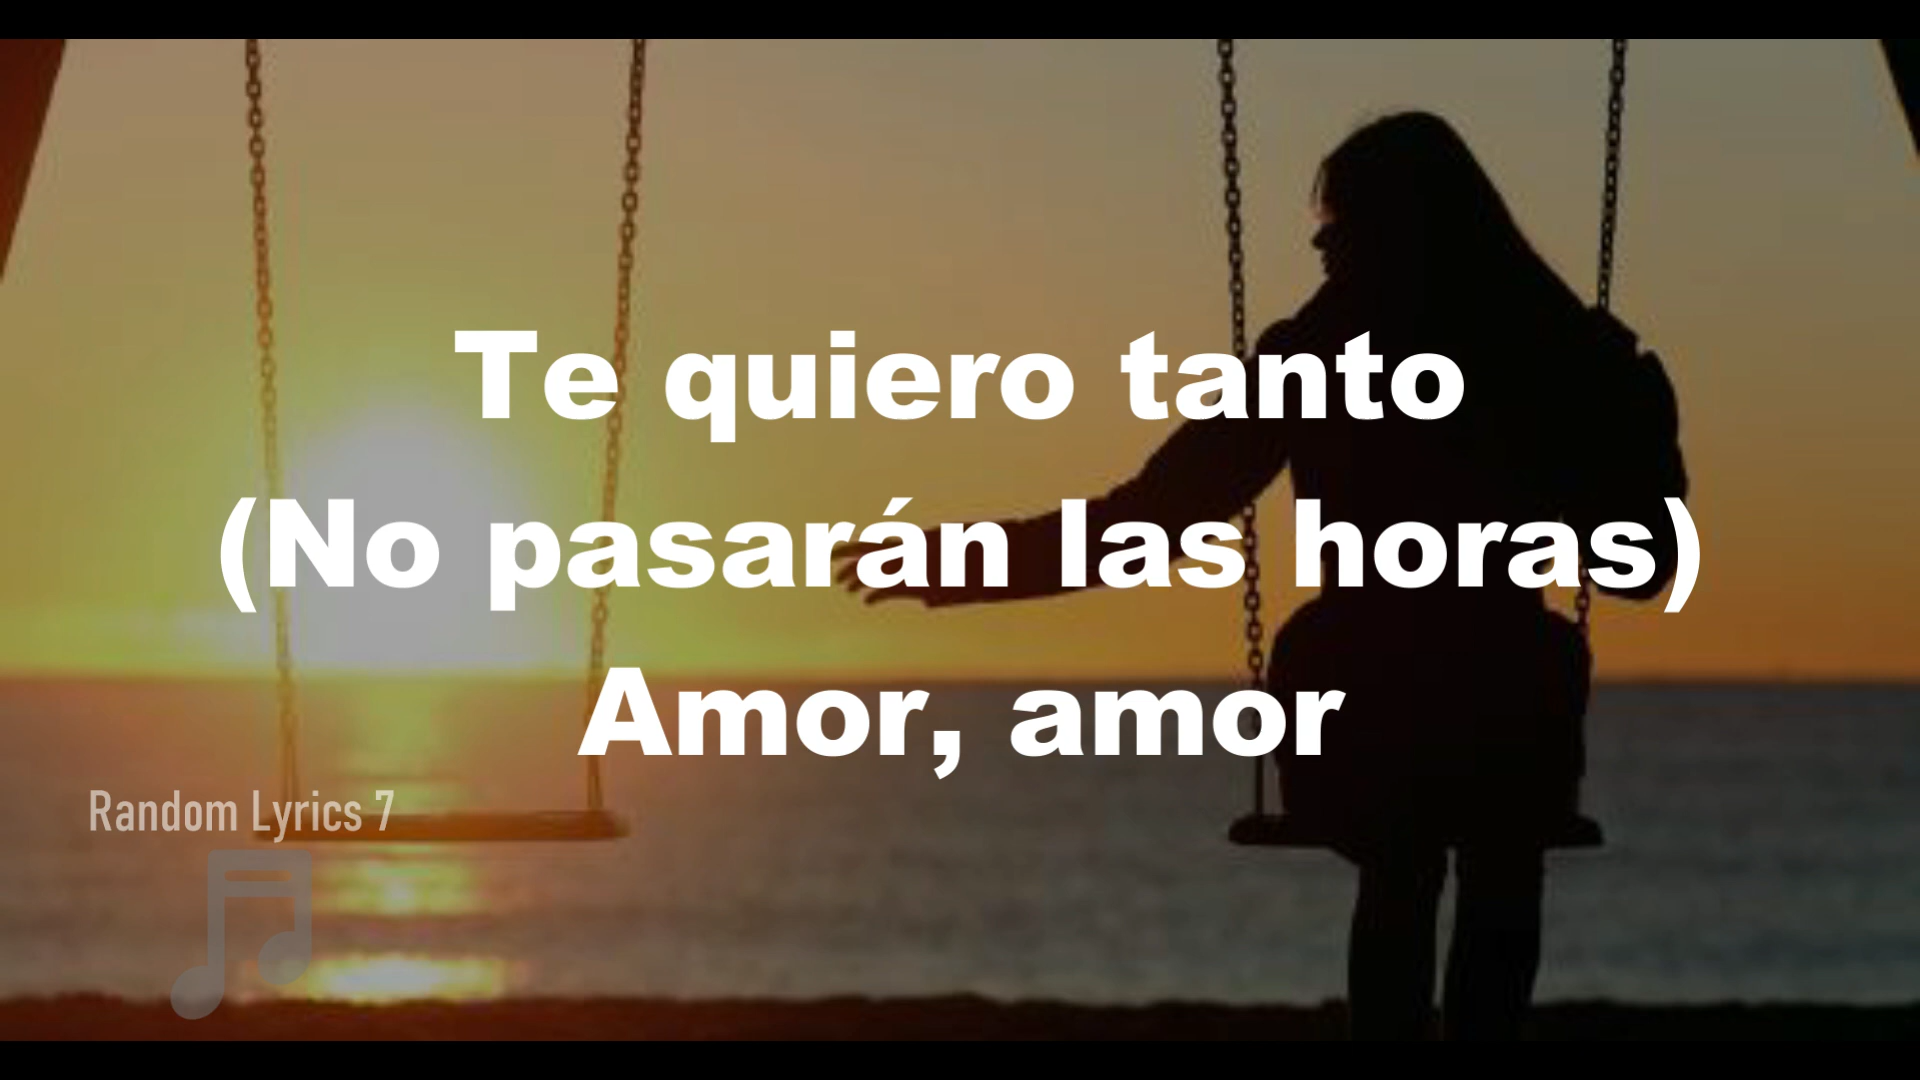 Te quiero tanto
(No pasarán las horas)
Amor, amor
Random Lyrics 7